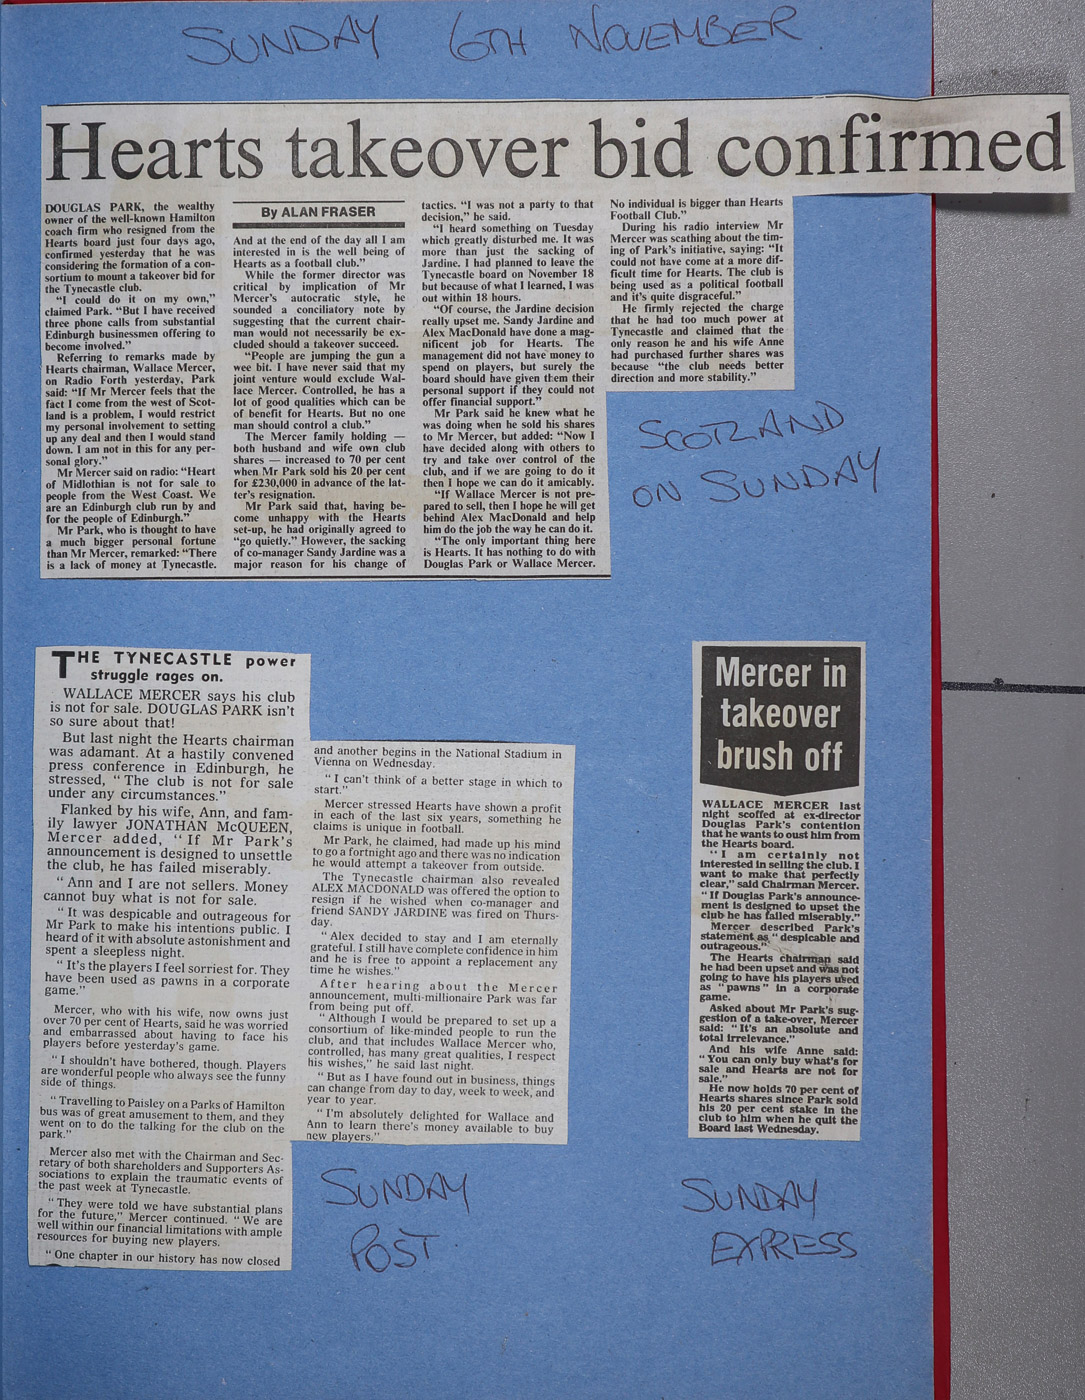 SUNDAY 6TH NOVEMBER
Hearts takeover bid confirmed
DOUGLAS PARK, the wealthy
owner of the well-known Hamilton
coach firm who resigned from the
Hearts board just four days ago,
confirmed yesterday that he was
considering the formation of a con-
sortium to mount a takeover bid for
the Tynecastle club.
"I could do it on my own,"
claimed Park. "But I have received
three phone calls from substantial
Edinburgh businessmen offering to
become involved."
Referring to remarks made by
Hearts chairman, Wallace Mercer,
on Radio Forth yesterday, Park
said: "If Mr Mercer feels that the
fact I come from the west of Scot-
land is a problem, I would restrict
my personal involvement to setting
up any deal and then I would stand
down. I am not in this for any per-
sonal glory."
Mr Mercer said on radio: "Heart
of Midlothian is not for sale to
people from the West Coast. We
are an Edinburgh club run by and
for the people of Edinburgh."
Mr Park, who is thought to have
a much bigger personal fortune
than Mr Mercer, remarked: "There
is a lack of money at Tynecastle.
By ALAN FRASER
And at the end of the day all I am
interested in is the well being of
Hearts as a football club."
While the former director was
critical by implication of Mr
Mercer's autocratic style, he
sounded a conciliatory note by
suggesting that the current chair-
man would not necessarily be ex-
cluded should a takeover succeed.
"People are jumping the gun a
wee bit. I have never said that my
joint venture would exclude Wal-
lace Mercer. Controlled, he has a
lot of good qualities which can be
of benefit for Hearts. But no one
man should control a club."
The Mercer family holding —
both husband and wife own club
shares — increased to 70 per cent
when Mr Park sold his 20 per cent
for £230,000 in advance of the lat-
ter's resignation.
Mr Park said that, having be-
come unhappy with the Hearts
set-up, he had originally agreed to
"go quietly." However, the sacking
of co-manager Sandy Jardine was a
major reason for his change of
tactics. "I was not a party to that
decision," he said.
"I heard something on Tuesday
which greatly disturbed me. It was
more than just the sacking of
Jardine. I had planned to leave the
Tynecastle board on November 18
but because of what I learned, I was
out within 18 hours.
"Of course, the Jardine decision
really upset me. Sandy Jardine and
Alex MacDonald have done a mag-
nificent job for Hearts. The
management did not have money to
spend on players, but surely the
board should have given them their
personal support if they could not
offer financial support."
Mr Park said he knew what he
was doing when he sold his shares
to Mr Mercer, but added: "Now I
have decided along with others to
try and take over control of the
club, and if we are going to do it
then I hope we can do it amicably.
"If Wallace Mercer is not pre-
pared to sell, then I hope he will get
behind Alex MacDonald and help
him do the job the way he can do it.
"The only important thing here
is Hearts. It has nothing to do with
Douglas Park or Wallace Mercer.
No individual is bigger than Hearts
Football Club."
During his radio interview Mr
Mercer was scathing about the tim-
ing of Park's initiative, saying: "It
could not have come at a more dif-
ficult time for Hearts. The club is
being used as a political football
and it's quite disgraceful."
He firmly rejected the charge
that he had too much power at
Tynecastle and claimed that the
only reason he and his wife Anne
had purchased further shares was
because "the club needs better
direction and more stability."
SCOTLAND
ON SUNDAY
THE TYNECASTLE power
struggle rages on.
WALLACE MERCER says his club
is not for sale. DOUGLAS PARK isn't
so sure about that!
But last night the Hearts chairman
was adamant. At a hastily convened
press conference in Edinburgh, he
stressed, "The club is not for sale
under any circumstances."
Flanked by his wife, Ann, and fam-
ily lawyer JONATHAN McQUEEN,
Mercer added, "If Mr Park's
announcement is designed to unsettle
the club, he has failed miserably.
"Ann and I are not sellers. Money
cannot buy what is not for sale.
"It was despicable and outrageous for
Mr Park to make his intentions public. I
heard of it with absolute astonishment and
spent a sleepless night.
"It's the players I feel sorriest for. They
have been used as pawns in a corporate
game."
Mercer, who with his wife, now owns just
over 70 per cent of Hearts, said he was worried
and embarrassed about having to face his
players before yesterday's game.
"I shouldn't have bothered, though. Players
are wonderful people who always see the funny
side of things.
"Travelling to Paisley on a Parks of Hamilton
bus was of great amusement to them, and they
went on to do the talking for the club on the
park."
Mercer also met with the Chairman and Sec-
retary of both shareholders and Supporters As-
sociations to explain the traumatic events of
the past week at Tynecastle.
"They were told we have substantial plans
for the future," Mercer continued. "We are
well within our financial limitations with ample
resources for buying new players.
"One chapter in our history has now closed
and another begins in the National Stadium in
Vienna on Wednesday.
"I can't think of a better stage in which to
start."
Mercer stressed Hearts have shown a profit
in each of the last six years, something he
claims is unique in football.
Mr Park, he claimed, had made up his mind
to go a fortnight ago and there was no indication
he would attempt a takeover from outside.
The Tynecastle chairman also revealed
ALEX MACDONALD was offered the option to
resign if he wished when co-manager and
friend SANDY JARDINE was fired on Thurs-
day.
"Alex decided to stay and I am eternally
grateful. I still have complete confidence in him
and he is free to appoint a replacement any
time he wishes."
After hearing about the Mercer
announcement, multi-millionaire Park was far
from being put off.
"Although I would be prepared to set up a
consortium of like-minded people to run the
club, and that includes Wallace Mercer who,
controlled, has many great qualities, I respect
his wishes," he said last night.
"But as I have found out in business, things
can change from day to day, week to week, and
year to year.
"I'm absolutely delighted for Wallace and
Ann to learn there's money available to buy
new players."
SUNDAY
POST
Mercer in
takeover
brush off
WALLACE MERCER last
night scoffed at ex-director
Douglas Park's contention
that he wants to oust him from
the Hearts board.
"I am certainly not
interested in selling the club. I
want to make that perfectly
clear," said Chairman Mercer.
"If Douglas Park's announce-
ment is designed to upset the
club he has failed miserably."
Mercer described Park's
statement as "despicable and
outrageous."
The Hearts chairman said
he had been upset and was not
going to have his players used
as "pawns" in a corporate
game.
Asked about Mr Park's sug-
gestion of a take-over, Mercer
said: "It's an absolute and
total irrelevance."
And his wife Anne said:
"You can only buy what's for
sale and Hearts are not for
sale."
He now holds 70 per cent of
Hearts shares since Park sold
his 20 per cent stake in the
club to him when he quit the
Board last Wednesday.
SUNDAY
EXPRESS